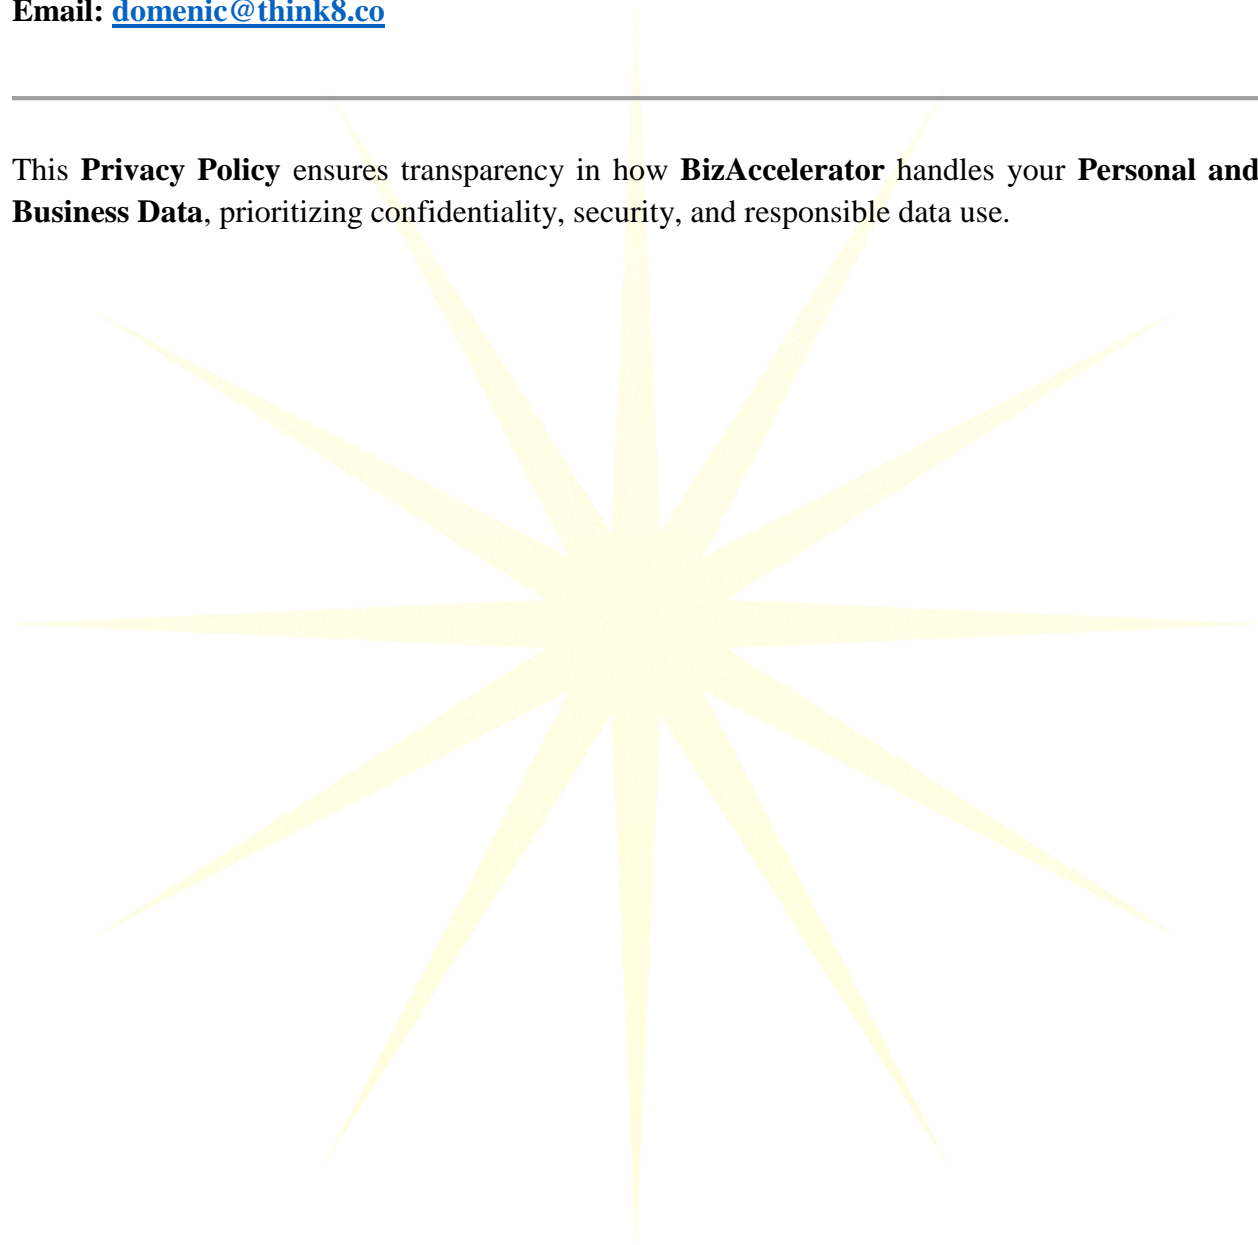 Email: domenic@think8.co
This Privacy Policy ensures transparency in how BizAccelerator handles your Personal and
Business Data, prioritizing confidentiality, security, and responsible data use.